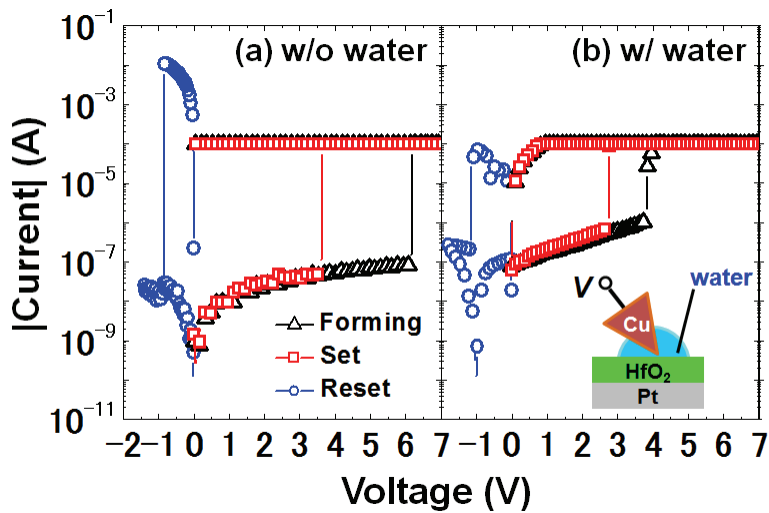 (a) w/o water
(b) w/ water
|Current| (A)
10⁻¹
10⁻³
10⁻⁵
10⁻⁷
10⁻⁹
10⁻¹¹
Forming
Set
Reset
V
water
Cu
HfO₂
Pt
−2 −1 0 1 2 3 4 5 6 7
−1 0 1 2 3 4 5 6 7
Voltage (V)